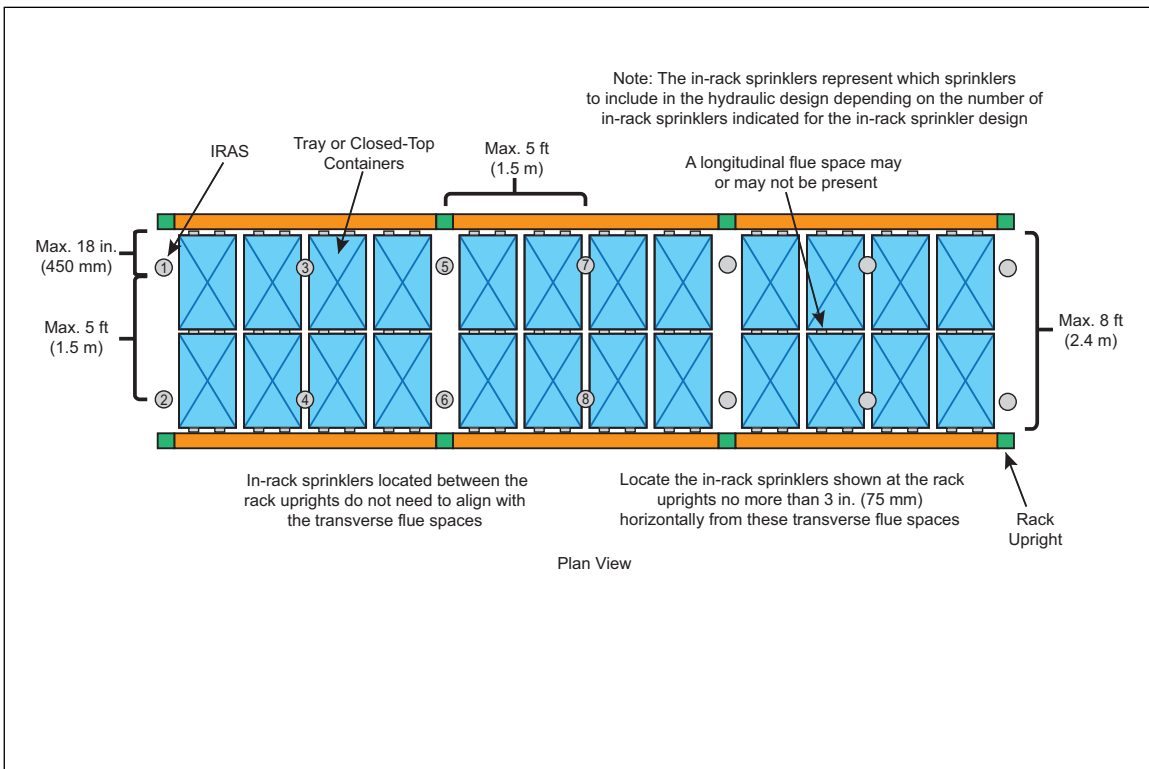 Note: The in-rack sprinklers represent which sprinklers
to include in the hydraulic design depending on the number of
in-rack sprinklers indicated for the in-rack sprinkler design
IRAS
Tray or Closed-Top
Containers
Max. 5 ft
(1.5 m)
A longitudinal flue space may
or may not be present
Max. 18 in.
(450 mm)
1
3
5
7
Max. 5 ft
(1.5 m)
Max. 8 ft
(2.4 m)
2
4
6
8
In-rack sprinklers located between the
rack uprights do not need to align with
the transverse flue spaces
Locate the in-rack sprinklers shown at the rack
uprights no more than 3 in. (75 mm)
horizontally from these transverse flue spaces
Rack
Upright
Plan View